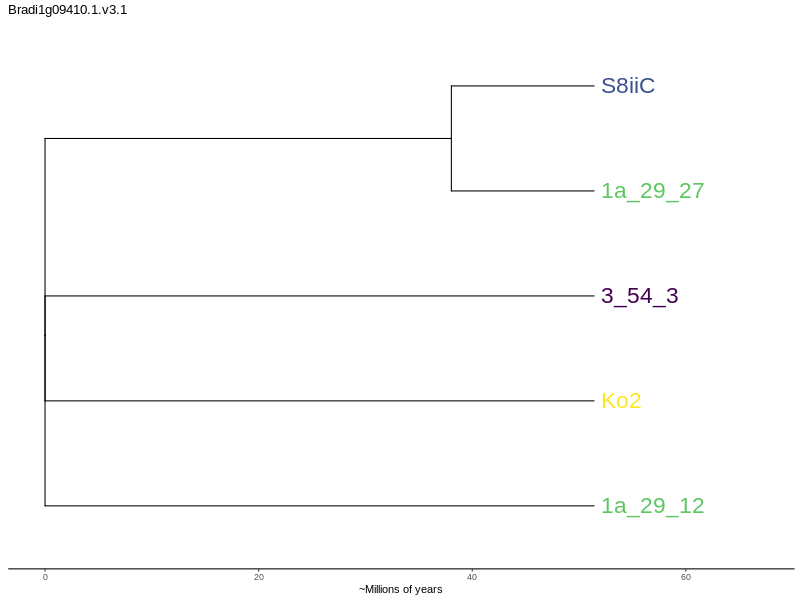 Bradi1g09410.1.v3.1
S8iiC
1a_29_27
3_54_3
Ko2
1a_29_12
0 20 40 60
~Millions of years